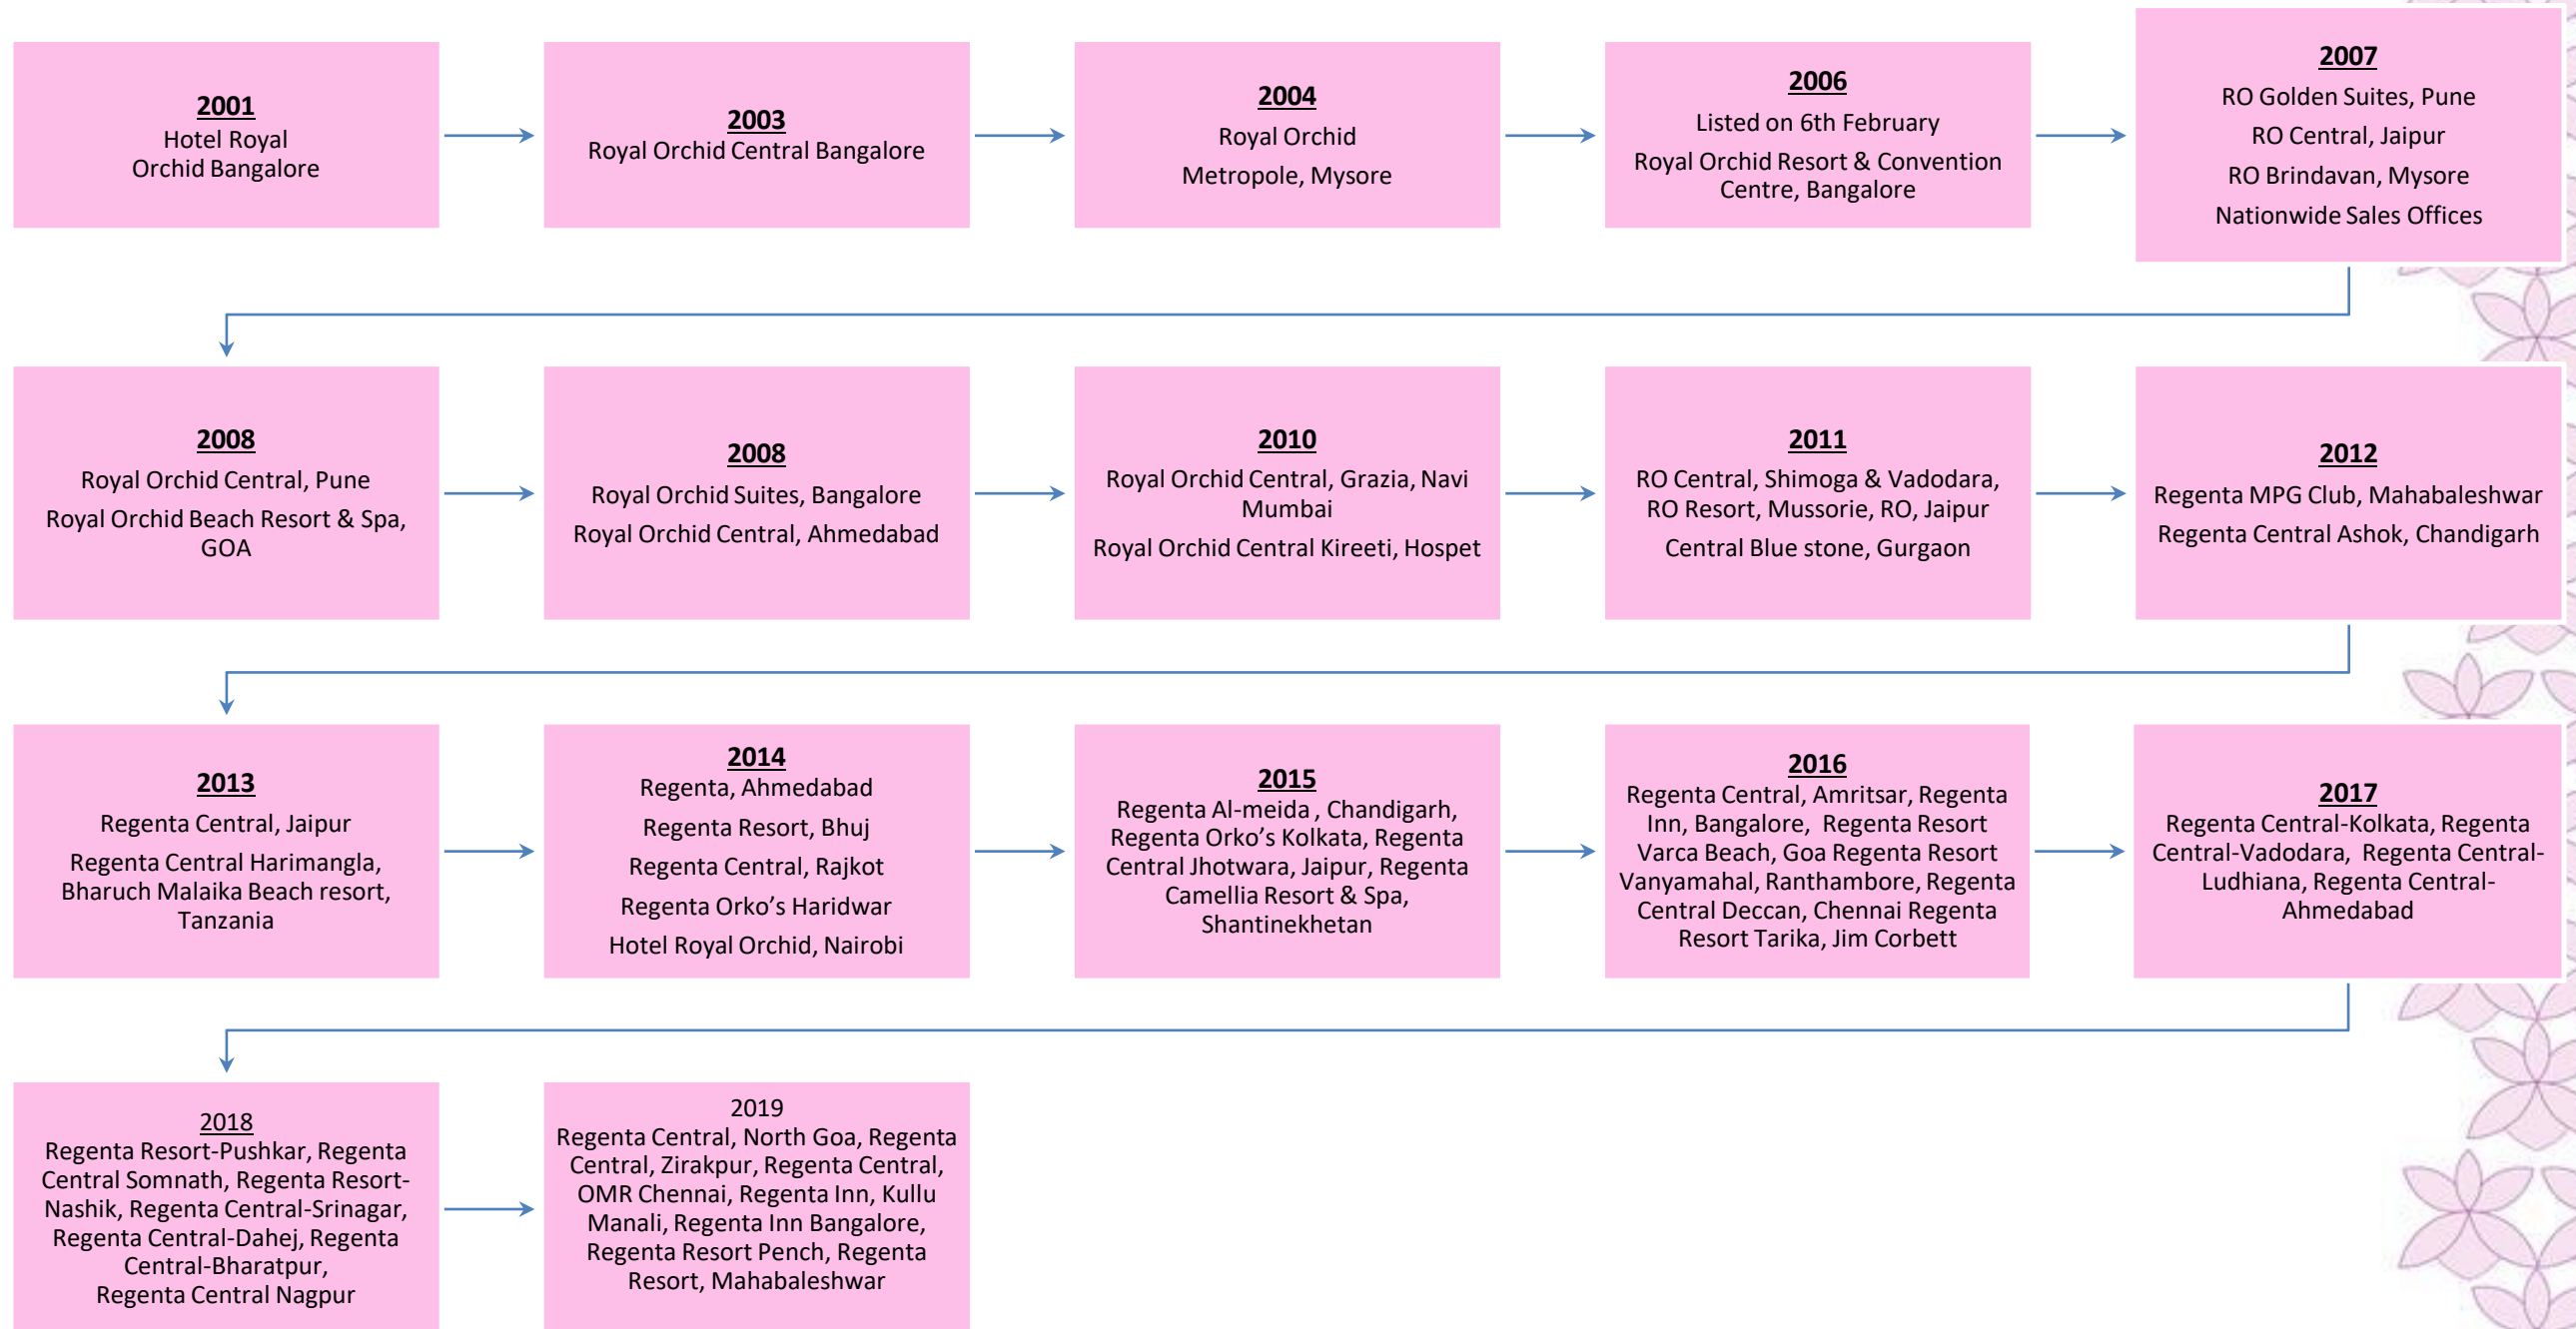 2001
Hotel Royal
Orchid Bangalore
2003
Royal Orchid Central Bangalore
2004
Royal Orchid
Metropole, Mysore
2006
Listed on 6th February
Royal Orchid Resort & Convention
Centre, Bangalore
2007
RO Golden Suites, Pune
RO Central, Jaipur
RO Brindavan, Mysore
Nationwide Sales Offices
2008
Royal Orchid Central, Pune
Royal Orchid Beach Resort & Spa,
GOA
2008
Royal Orchid Suites, Bangalore
Royal Orchid Central, Ahmedabad
2010
Royal Orchid Central, Grazia, Navi
Mumbai
Royal Orchid Central Kireeti, Hospet
2011
RO Central, Shimoga & Vadodara,
RO Resort, Mussorie, RO, Jaipur
Central Blue stone, Gurgaon
2012
Regenta MPG Club, Mahabaleshwar
Regenta Central Ashok, Chandigarh
2013
Regenta Central, Jaipur
Regenta Central Harimangla,
Bharuch Malaika Beach resort,
Tanzania
2014
Regenta, Ahmedabad
Regenta Resort, Bhuj
Regenta Central, Rajkot
Regenta Orko’s Haridwar
Hotel Royal Orchid, Nairobi
2015
Regenta Al-meida , Chandigarh,
Regenta Orko’s Kolkata, Regenta
Central Jhotwara, Jaipur, Regenta
Camellia Resort & Spa,
Shantinekhetan
2016
Regenta Central, Amritsar, Regenta
Inn, Bangalore, Regenta Resort
Varca Beach, Goa Regenta Resort
Vanyamahal, Ranthambore, Regenta
Central Deccan, Chennai Regenta
Resort Tarika, Jim Corbett
2017
Regenta Central-Kolkata, Regenta
Central-Vadodara, Regenta Central-
Ludhiana, Regenta Central-
Ahmedabad
2018
Regenta Resort-Pushkar, Regenta
Central Somnath, Regenta Resort-
Nashik, Regenta Central-Srinagar,
Regenta Central-Dahej, Regenta
Central-Bharatpur,
Regenta Central Nagpur
2019
Regenta Central, North Goa, Regenta
Central, Zirakpur, Regenta Central,
OMR Chennai, Regenta Inn, Kullu
Manali, Regenta Inn Bangalore,
Regenta Resort Pench, Regenta
Resort, Mahabaleshwar